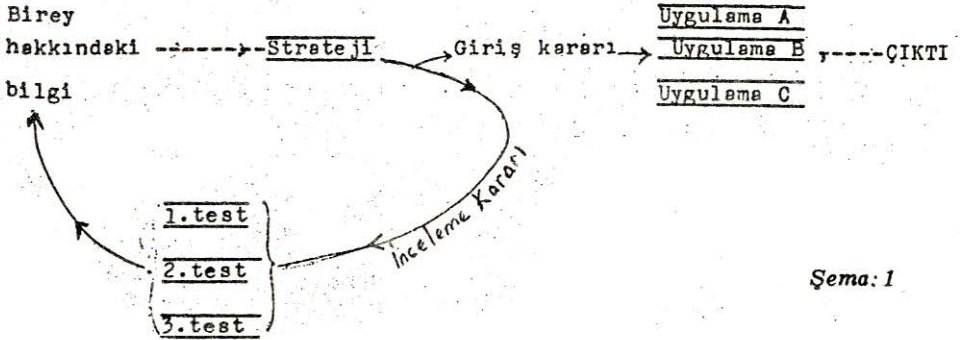 Birey
hakkındaki
bilgi
Strateji
Giriş kararı
Uygulama A
Uygulama B
Uygulama C
ÇIKTI
İnceleme Kararı
1.test
2.test
3.test
Şema: 1